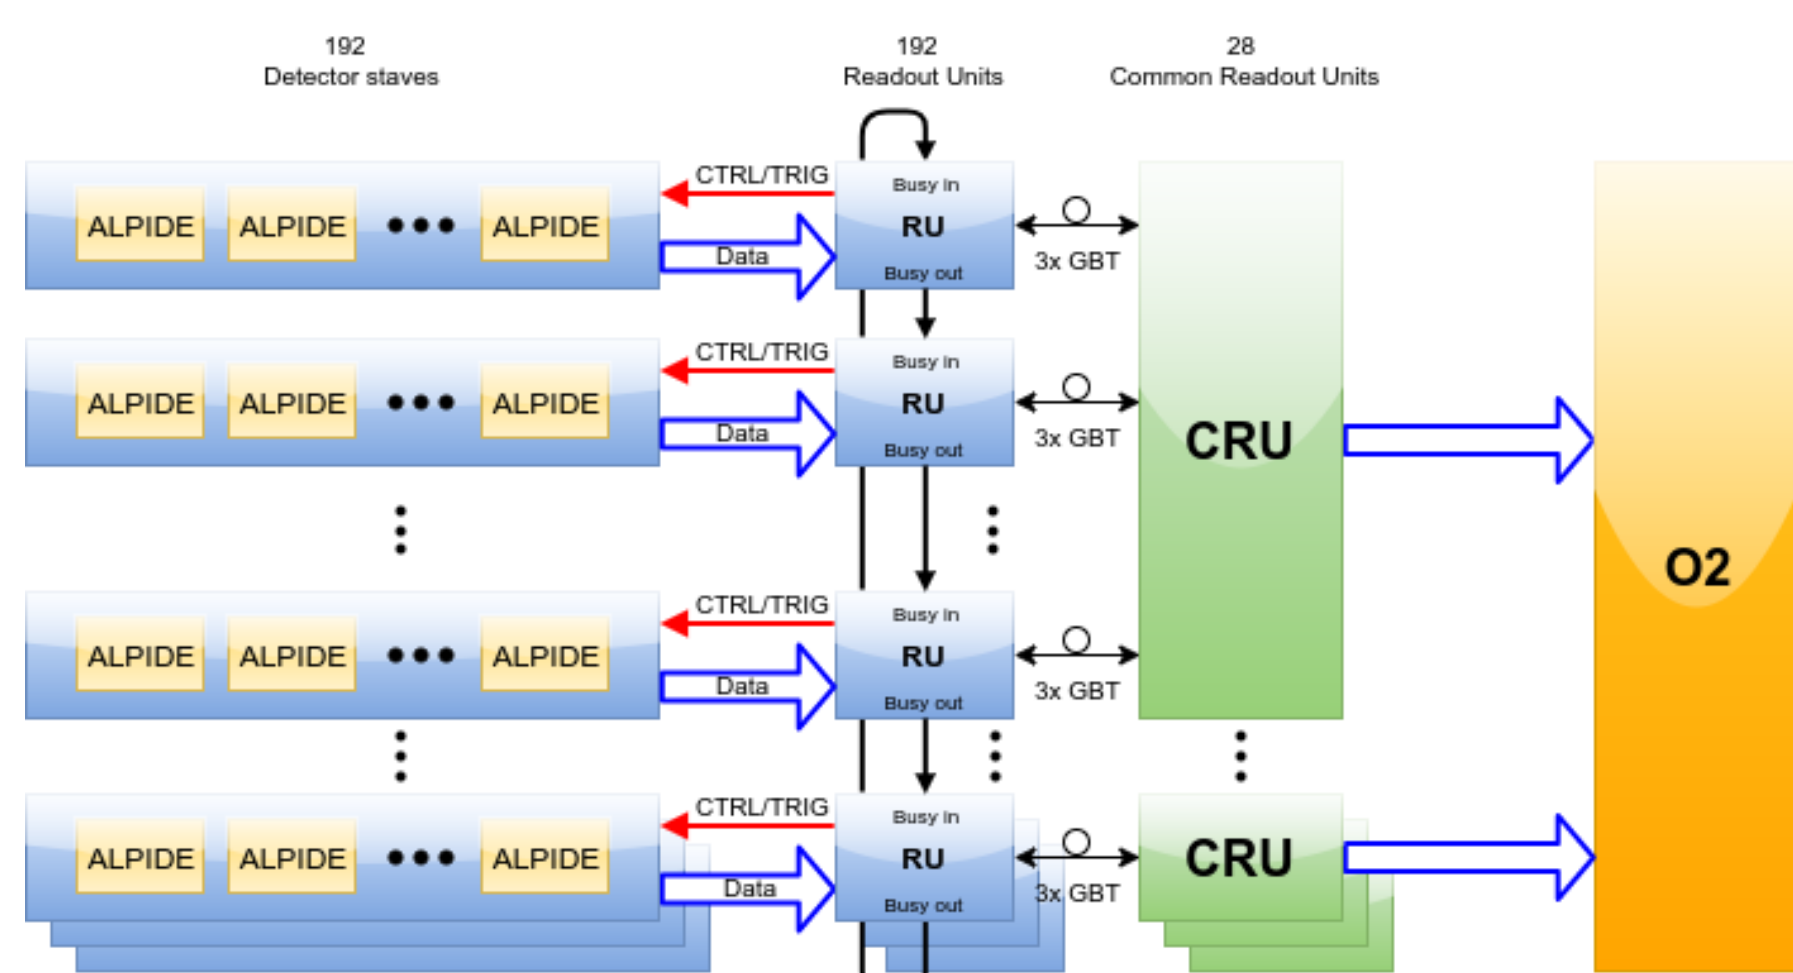 192
Detector staves
192
Readout Units
28
Common Readout Units
CTRL/TRIG
Busy in
ALPIDE ALPIDE ALPIDE
RU
Data
Busy out
3x GBT
CTRL/TRIG
Busy in
ALPIDE ALPIDE ALPIDE
RU
Data
Busy out
3x GBT
CRU
O2
CTRL/TRIG
Busy in
ALPIDE ALPIDE ALPIDE
RU
Data
Busy out
3x GBT
CTRL/TRIG
Busy in
ALPIDE ALPIDE ALPIDE
RU
CRU
Data
Busy out
3x GBT